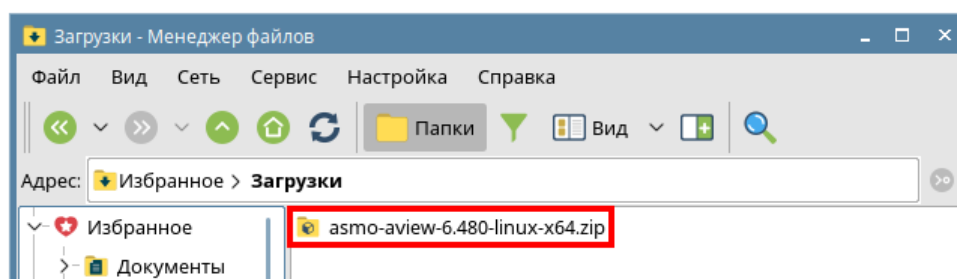 Загрузки - Менеджер файлов
Файл Вид Сеть Сервис Настройка Справка
Папки Вид
Адрес: Избранное > Загрузки
Избранное asmo-aview-6.480-linux-x64.zip
Документы